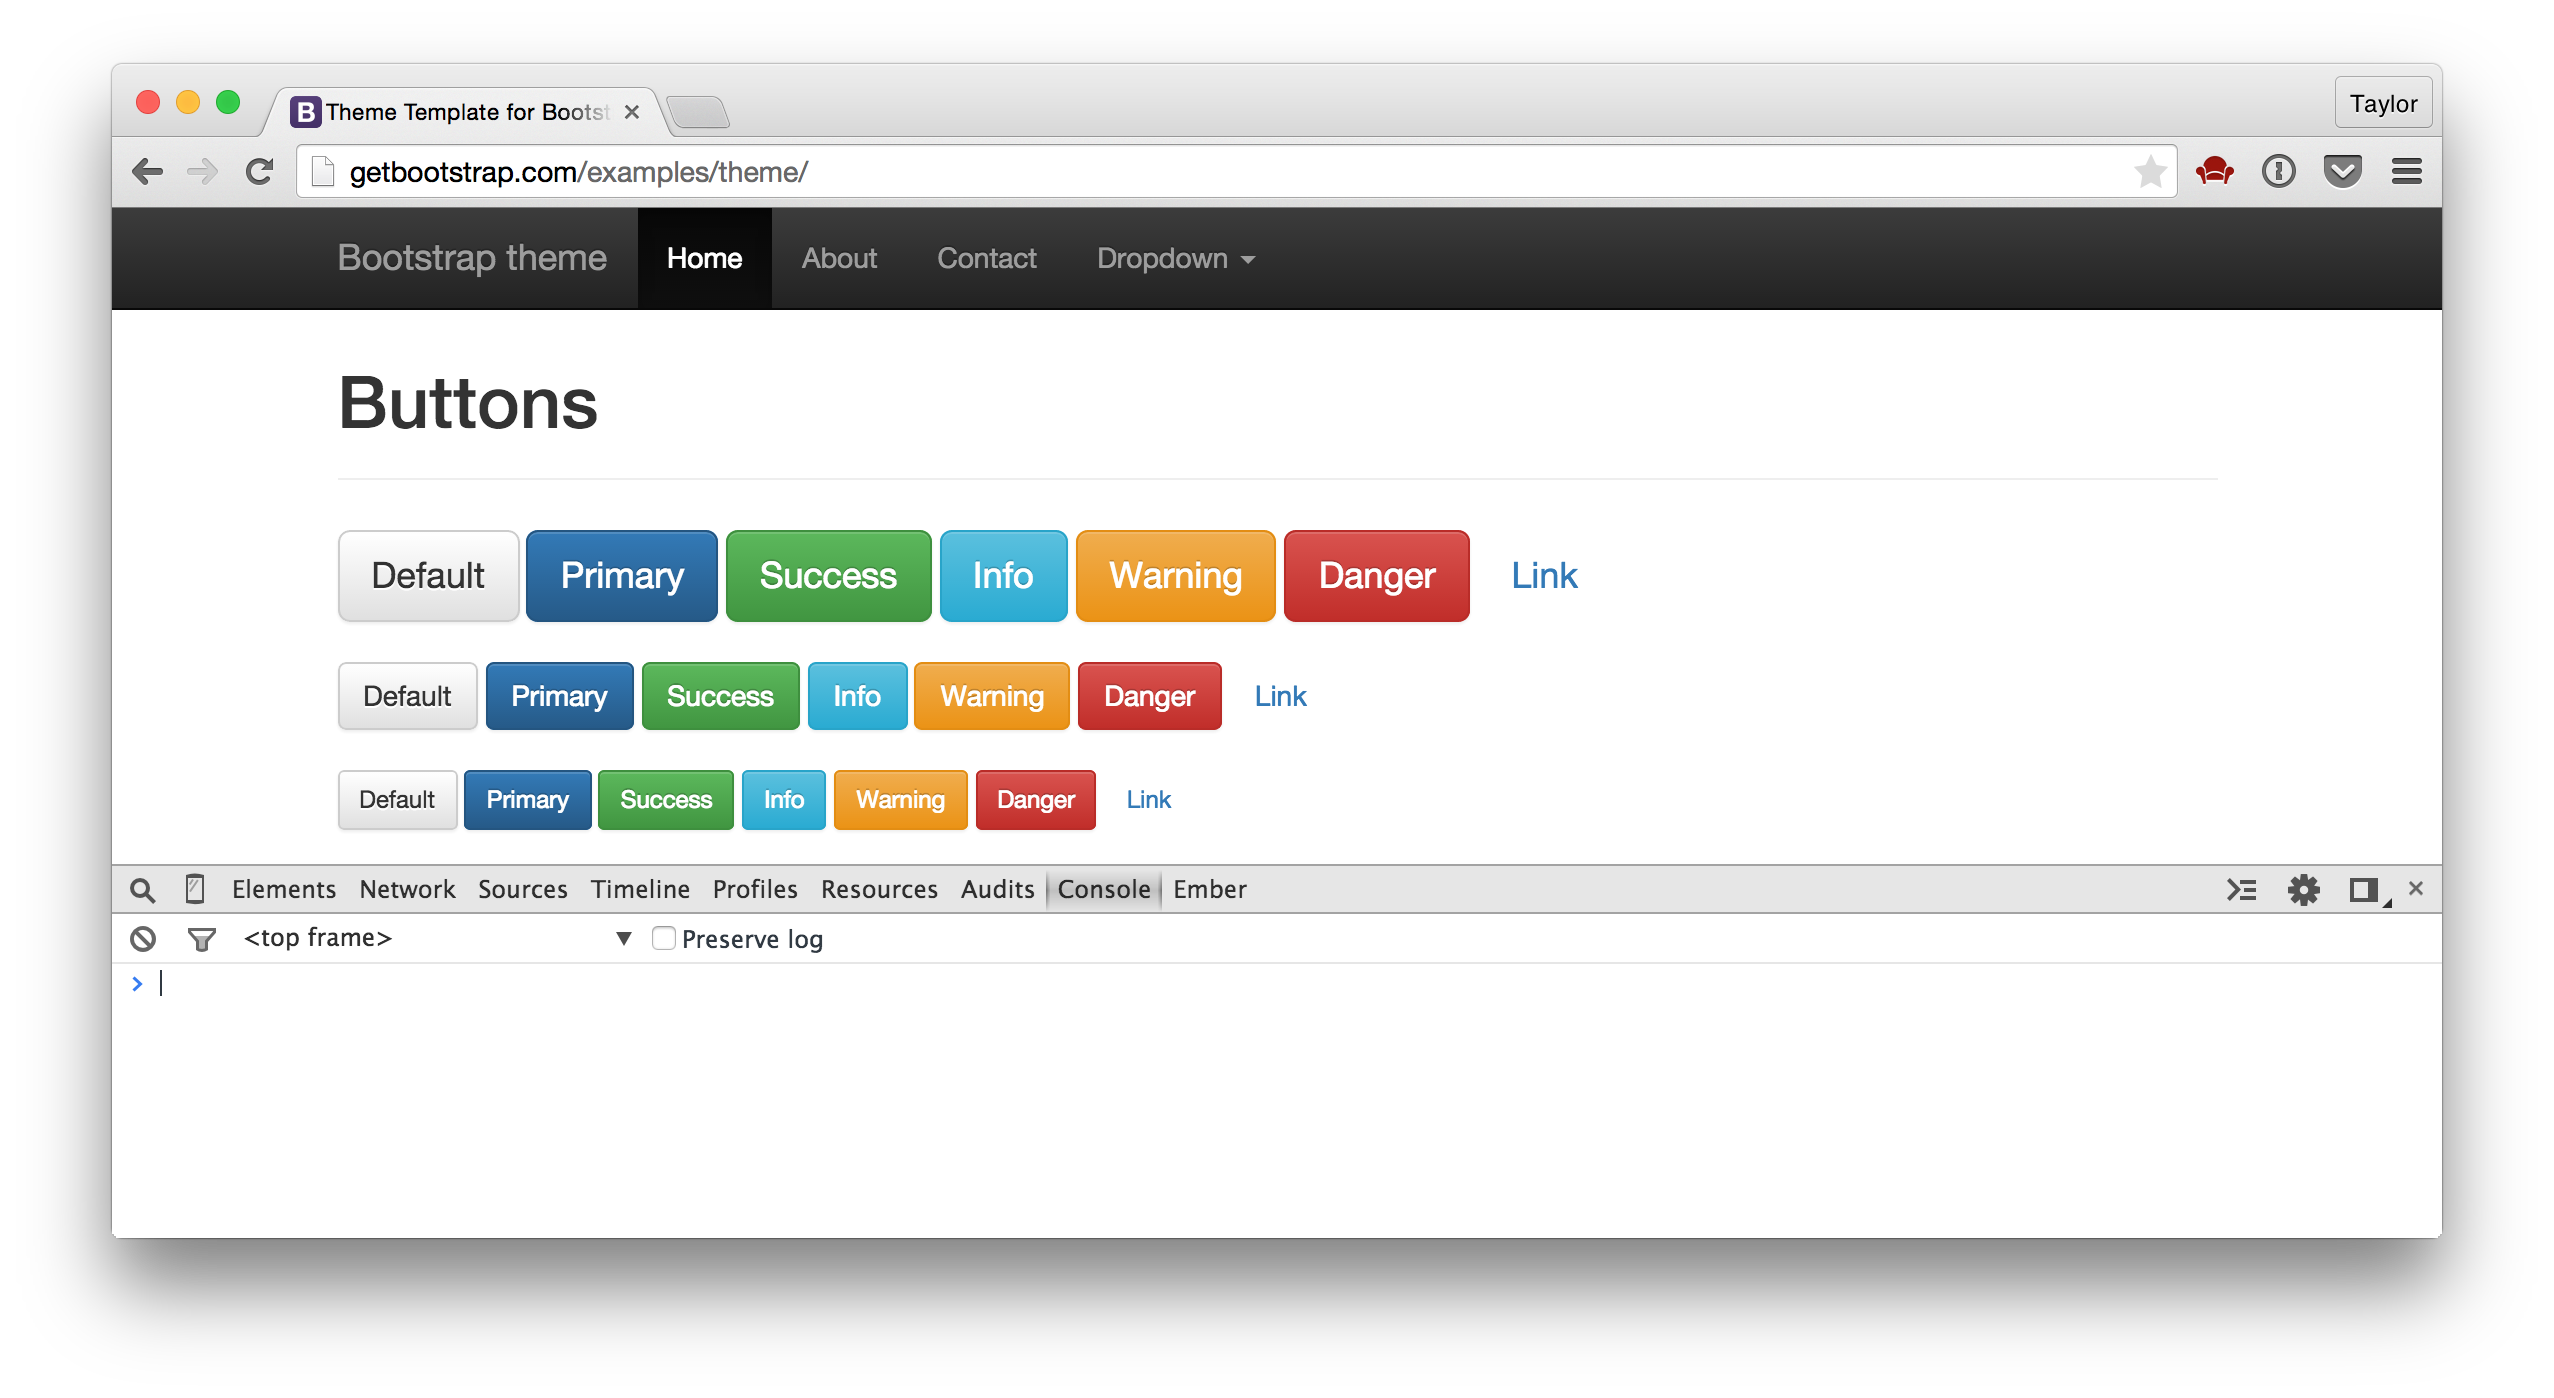 B Theme Template for Bootst
Taylor
getbootstrap.com/examples/theme/
Bootstrap theme Home About Contact Dropdown
Buttons
Default Primary Success Info Warning Danger Link
Default Primary Success Info Warning Danger Link
Default Primary Success Info Warning Danger Link
Elements Network Sources Timeline Profiles Resources Audits Console Ember
<top frame> Preserve log